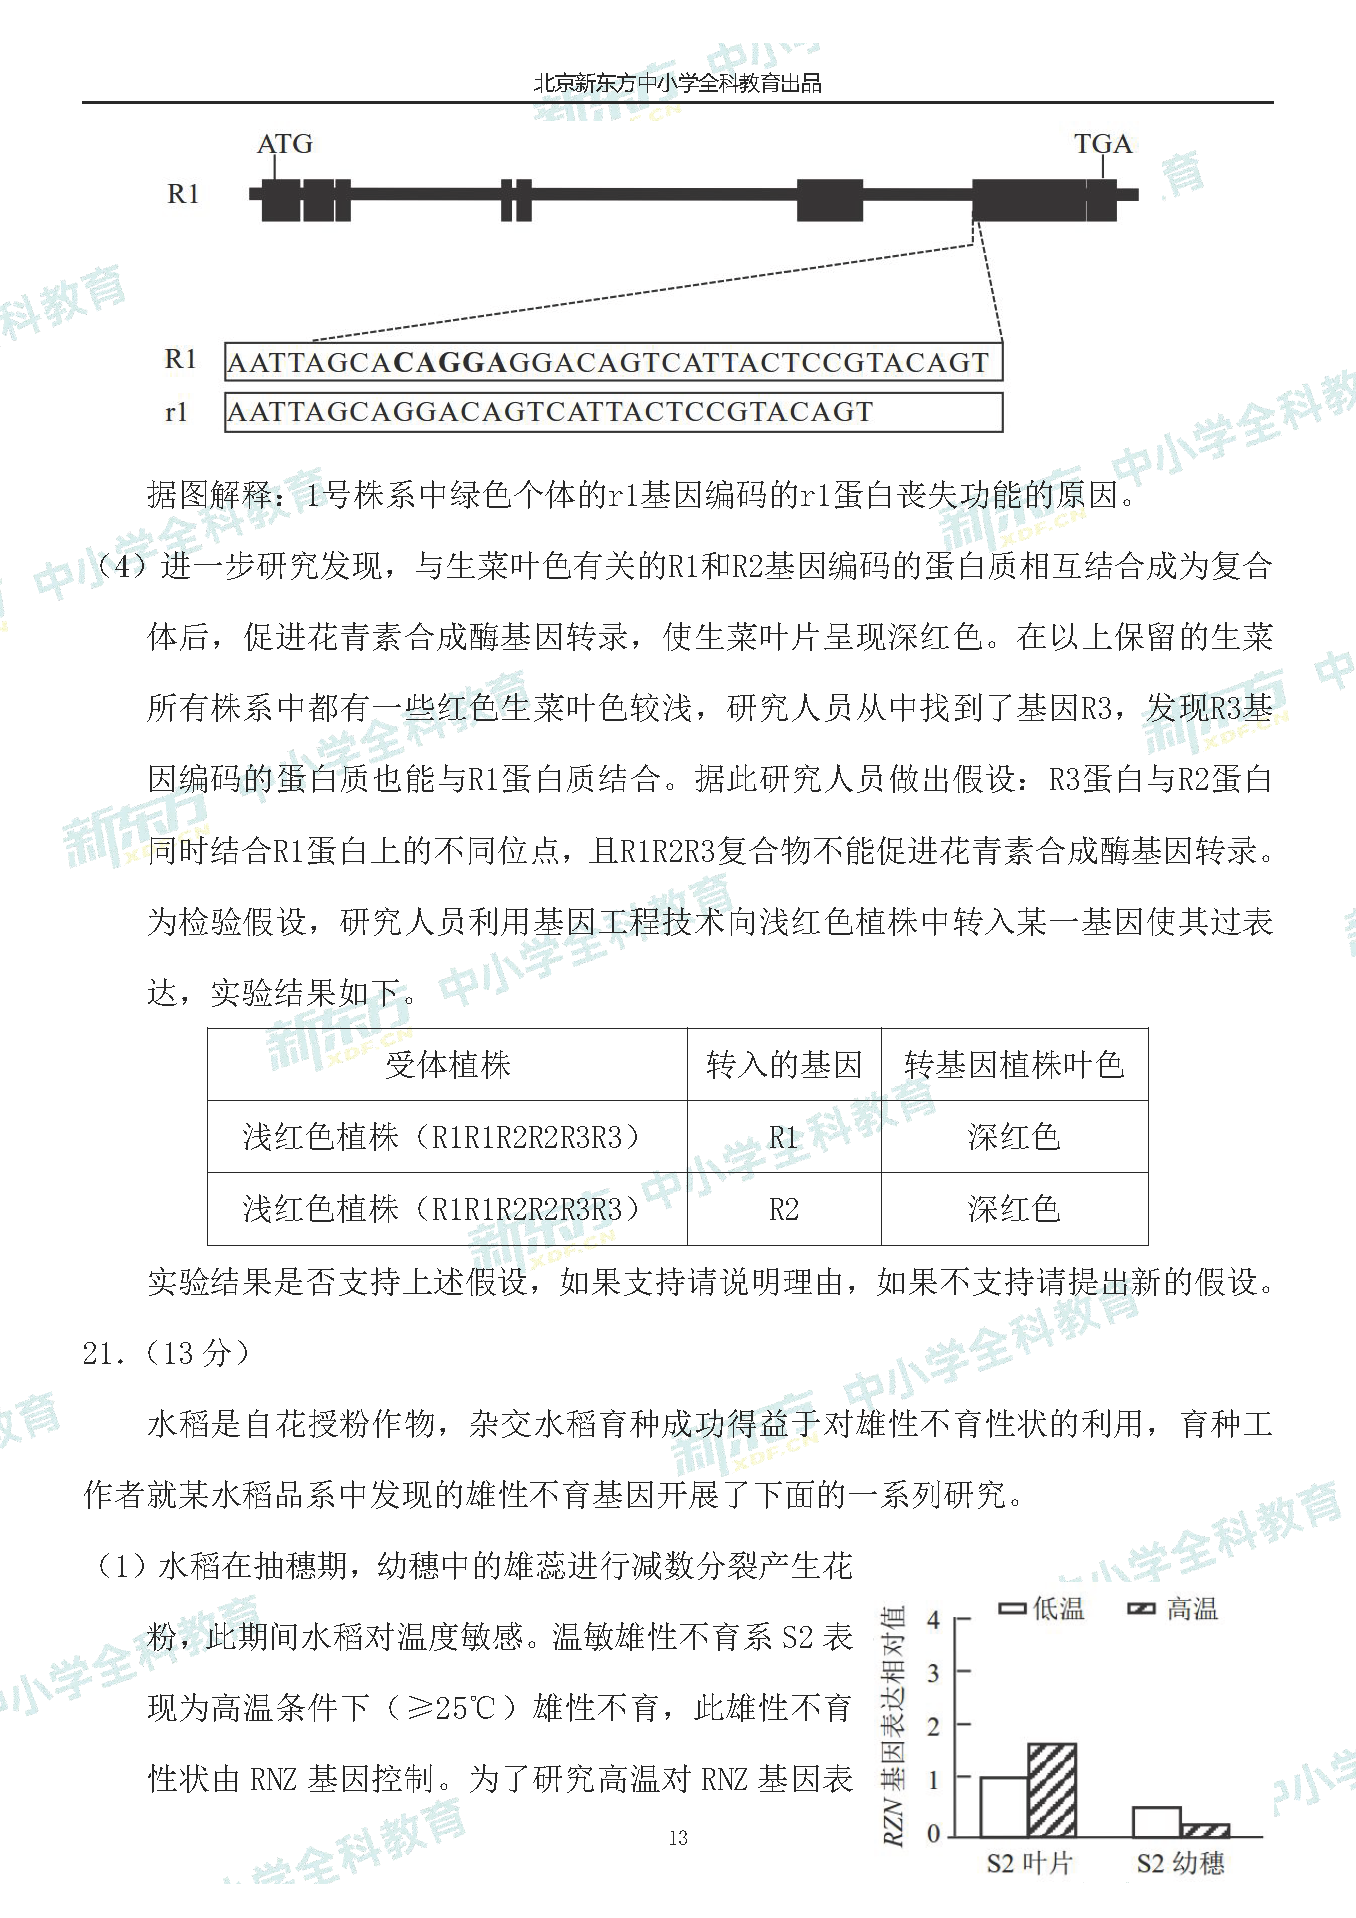 北京新东方中小学全科教育出品
ATG TGA
R1
R1 AATTAGCACAGGAGGACAGTCATTACTCCGTACAGT
r1 AATTAGCAGGACAGTCATTACTCCGTACAGT
据图解释：1号株系中绿色个体的r1基因编码的r1蛋白丧失功能的原因。
（4）进一步研究发现，与生菜叶色有关的R1和R2基因编码的蛋白质相互结合成为复合
体后，促进花青素合成酶基因转录，使生菜叶片呈现深红色。在以上保留的生菜
所有株系中都有一些红色生菜叶色较浅，研究人员从中找到了基因R3，发现R3基
因编码的蛋白质也能与R1蛋白质结合。据此研究人员做出假设：R3蛋白与R2蛋白
同时结合R1蛋白上的不同位点，且R1R2R3复合物不能促进花青素合成酶基因转录。
为检验假设，研究人员利用基因工程技术向浅红色植株中转入某一基因使其过表
达，实验结果如下。
受体植株 转入的基因 转基因植株叶色
浅红色植株（R1R1R2R2R3R3） R1 深红色
浅红色植株（R1R1R2R2R3R3） R2 深红色
实验结果是否支持上述假设，如果支持请说明理由，如果不支持请提出新的假设。
21.（13 分）
水稻是自花授粉作物，杂交水稻育种成功得益于对雄性不育性状的利用，育种工
作者就某水稻品系中发现的雄性不育基因开展了下面的一系列研究。
（1）水稻在抽穗期，幼穗中的雄蕊进行减数分裂产生花
粉，此期间水稻对温度敏感。温敏雄性不育系 S2 表
现为高温条件下（≥25℃）雄性不育，此雄性不育
性状由 RNZ 基因控制。为了研究高温对 RNZ 基因表
RZN 基因表达相对值
低温 高温
4
3
2
1
0
S2 叶片 S2 幼穗
13
新东方 XDF.CN 中小学全科教育